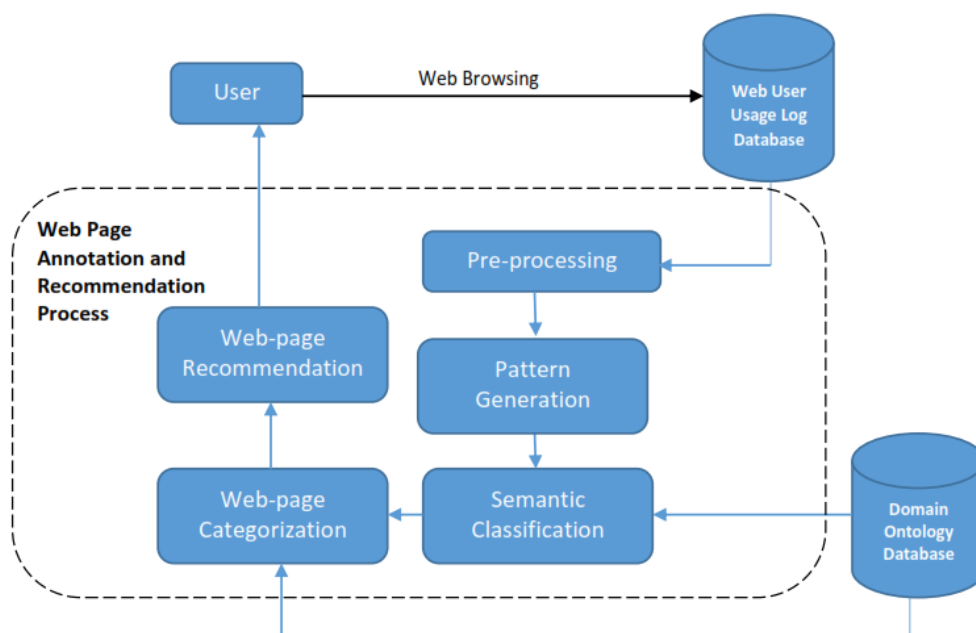 Web Browsing
User
Web User
Usage Log
Database
Web Page
Annotation and
Recommendation
Process
Pre-processing
Web-page
Recommendation
Pattern
Generation
Web-page
Categorization
Semantic
Classification
Domain
Ontology
Database